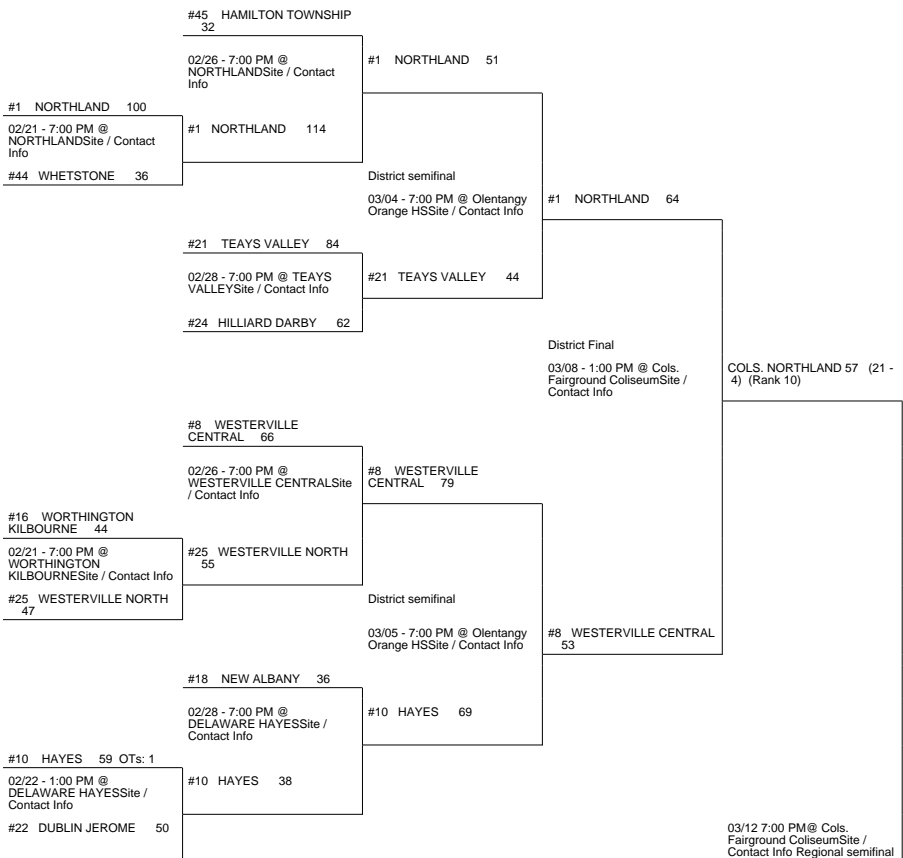 #45 HAMILTON TOWNSHIP
32
02/26 - 7:00 PM @
NORTHLANDSite / Contact
Info
#1 NORTHLAND 51
#1 NORTHLAND 100
02/21 - 7:00 PM @
NORTHLANDSite / Contact
Info
#1 NORTHLAND 114
#44 WHETSTONE 36
District semifinal
03/04 - 7:00 PM @ Olentangy
Orange HSSite / Contact Info
#1 NORTHLAND 64
#21 TEAYS VALLEY 84
02/28 - 7:00 PM @ TEAYS
VALLEYSite / Contact Info
#21 TEAYS VALLEY 44
#24 HILLIARD DARBY 62
District Final
03/08 - 1:00 PM @ Cols.
Fairground ColiseumSite /
Contact Info
COLS. NORTHLAND 57 (21 -
4) (Rank 10)
#8 WESTERVILLE
CENTRAL 66
02/26 - 7:00 PM @
WESTERVILLE CENTRALSite
/ Contact Info
#8 WESTERVILLE
CENTRAL 79
#16 WORTHINGTON
KILBOURNE 44
02/21 - 7:00 PM @
WORTHINGTON
KILBOURNESite / Contact Info
#25 WESTERVILLE NORTH
55
#25 WESTERVILLE NORTH
47
District semifinal
03/05 - 7:00 PM @ Olentangy
Orange HSSite / Contact Info
#8 WESTERVILLE CENTRAL
53
#18 NEW ALBANY 36
02/28 - 7:00 PM @
DELAWARE HAYESSite /
Contact Info
#10 HAYES 69
#10 HAYES 59 OTs: 1
02/22 - 1:00 PM @
DELAWARE HAYESSite /
Contact Info
#10 HAYES 38
#22 DUBLIN JEROME 50
03/12 7:00 PM@ Cols.
Fairground ColiseumSite /
Contact Info Regional semifinal